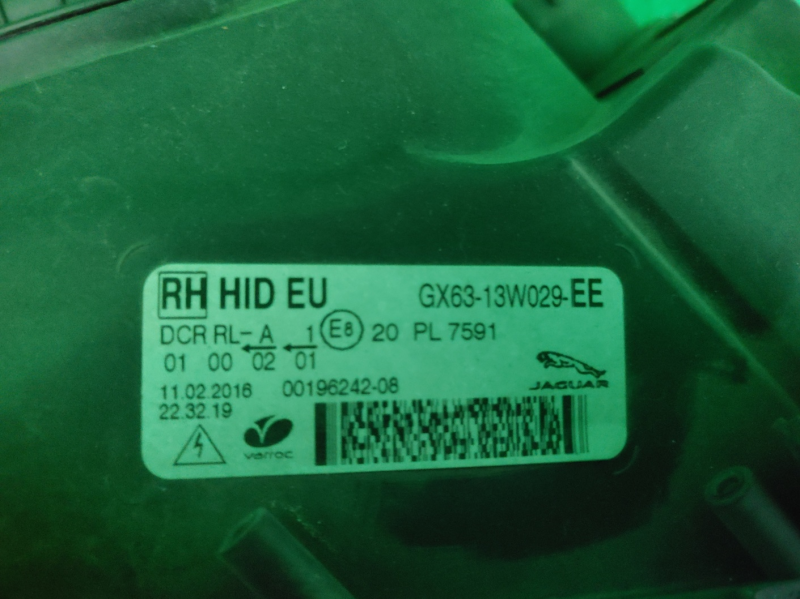 RH HID EU GX63-13W029-EE
DCR RL- A 1 E8 20 PL 7591
01 00 02 01
JAGUAR
11.02.2016 00196242-08
22.32.19
varroc